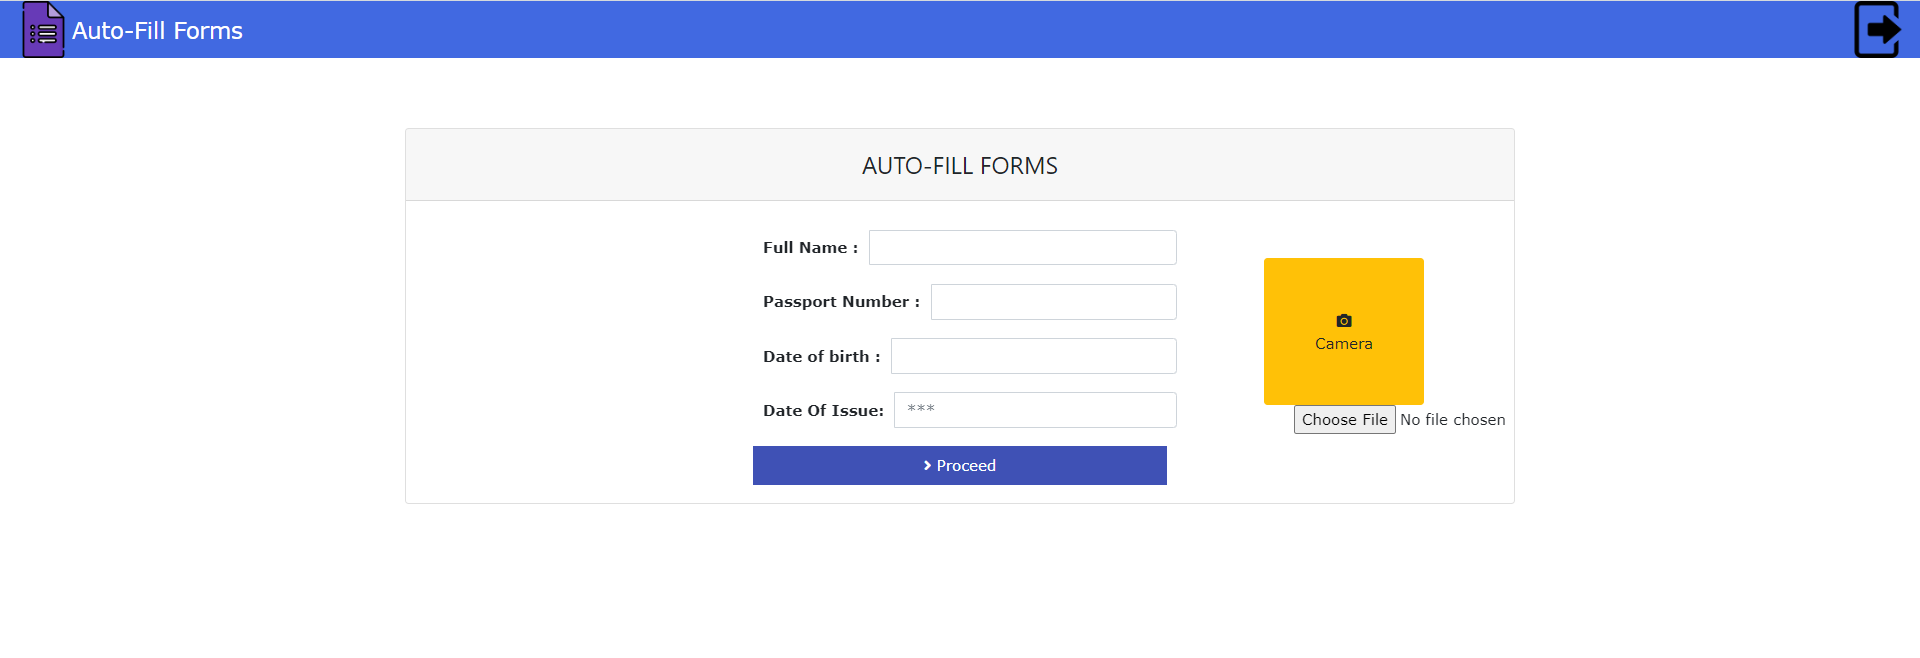 Auto-Fill Forms
AUTO-FILL FORMS
Full Name :
Passport Number :
Date of birth :
Date Of Issue: ***
Camera
Choose File No file chosen
Proceed